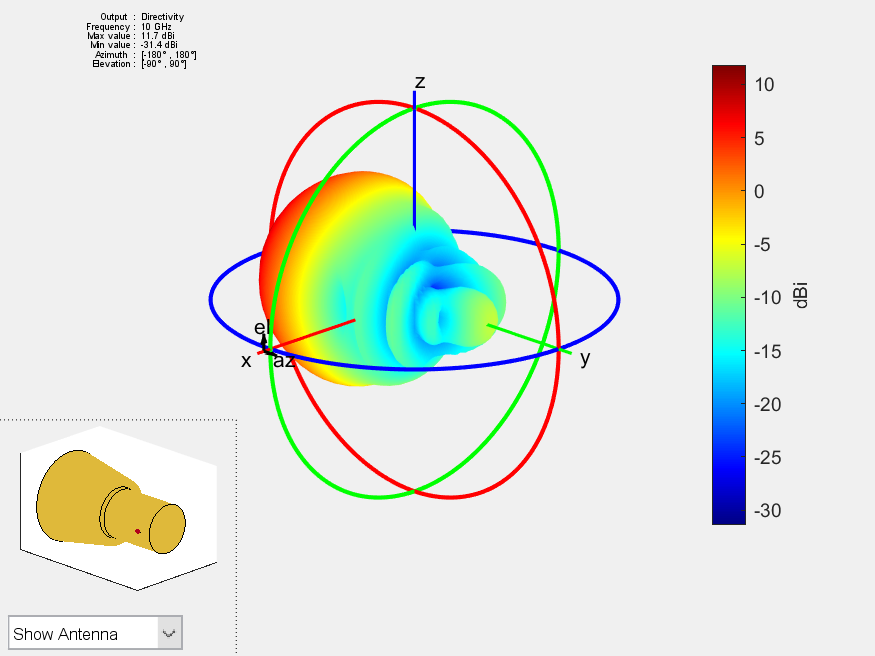 Output : Directivity
Frequency : 10 GHz
Max value : 11.7 dBi
Min value : -31.4 dBi
Azimuth : [-180° , 180°]
Elevation : [-90° , 90°]
z
el
x
az
y
10
5
0
-5
-10
-15
-20
-25
-30
dBi
Show Antenna